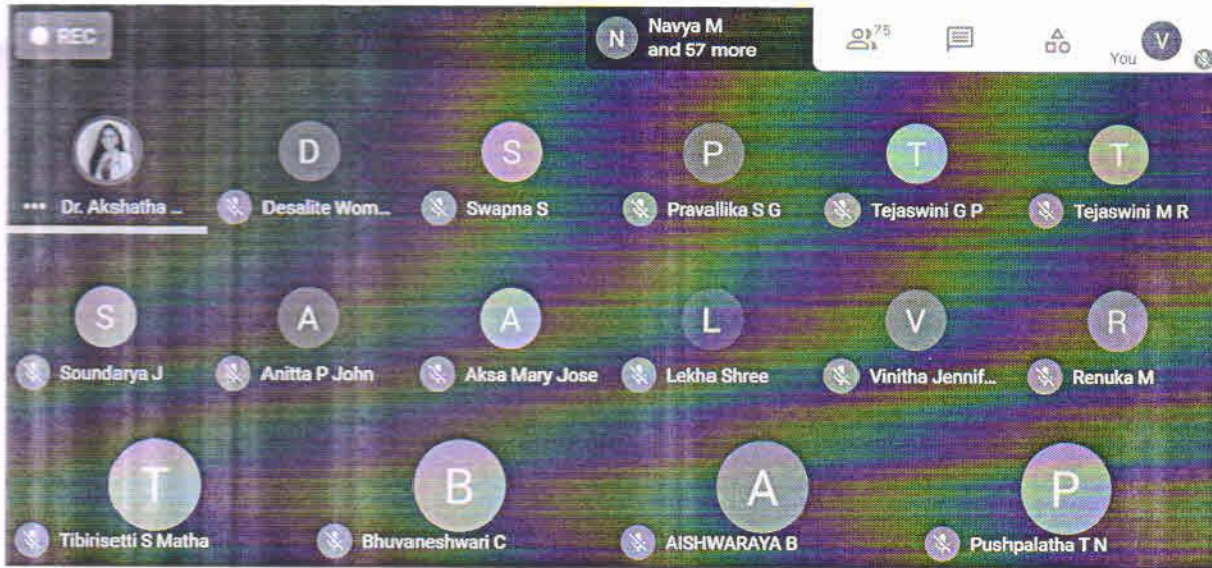 REC
N
Navya M
and 57 more
75
You
V
Dr. Akshatha ...
D
Desalite Wom...
S
Swapna S
P
Pravallika S G
T
Tejaswini G P
T
Tejaswini M R
S
Soundarya J
A
Anitta P John
A
Aksa Mary Jose
L
Lekha Shree
V
Vinitha Jennif...
R
Renuka M
T
Tibirisetti S Matha
B
Bhuvaneshwari C
A
AISHWARAYA B
P
Pushpalatha T N